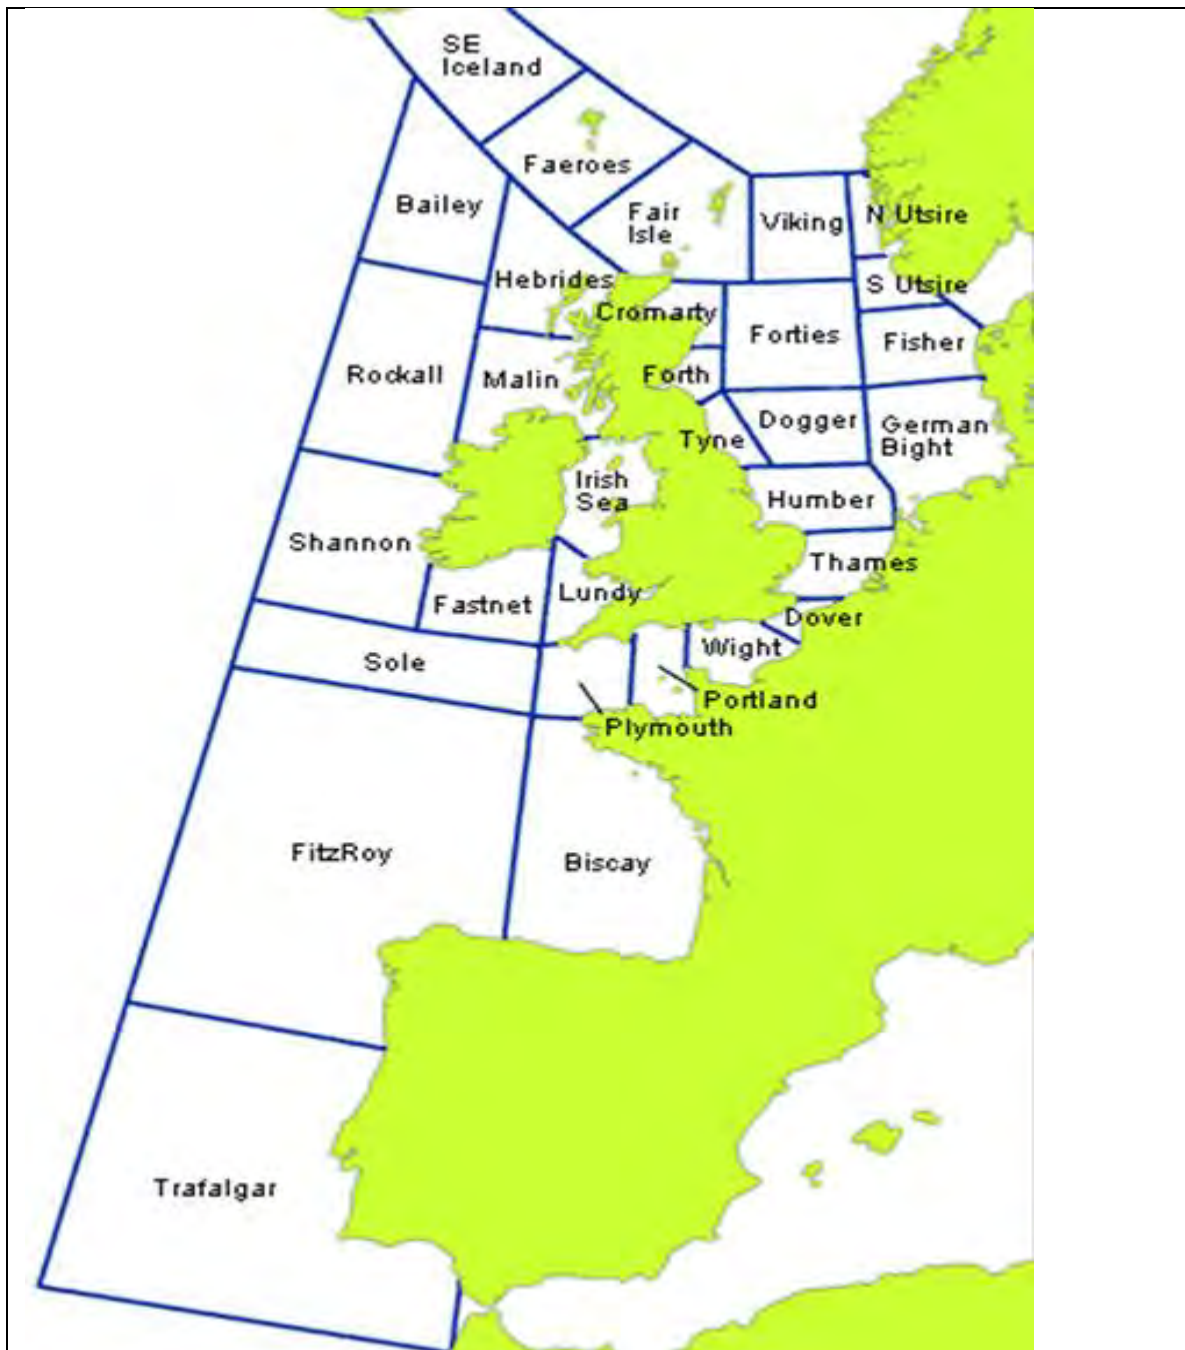 SE
Iceland
Faeroes
Bailey
Fair
Isle
Viking
N Utsire
Hebrides
S Utsire
Cromarty
Forties
Fisher
Rockall
Malin
Forth
Dogger
German
Bight
Tyne
Irish
Sea
Humber
Shannon
Thames
Fastnet
Lundy
Dover
Wight
Sole
Portland
Plymouth
FitzRoy
Biscay
Trafalgar